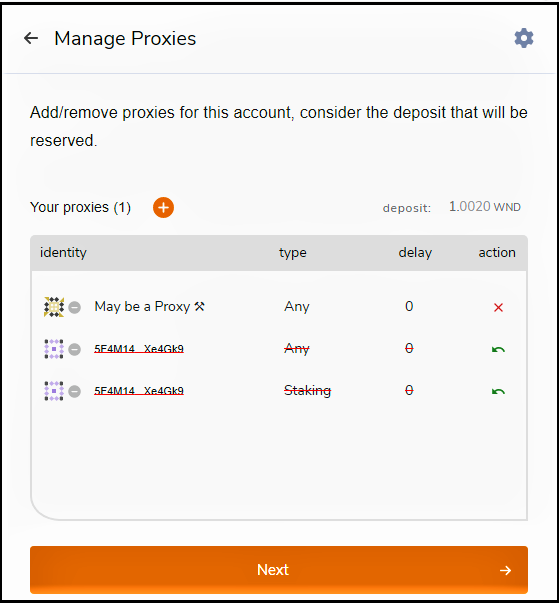 Manage Proxies
Add/remove proxies for this account, consider the deposit that will be
reserved.
Your proxies (1) deposit: 1.0020 WND
identity type delay action
May be a Proxy ⚒ Any 0
5F4M14...Xe4Gk9 Any 0
5F4M14...Xe4Gk9 Staking 0
Next